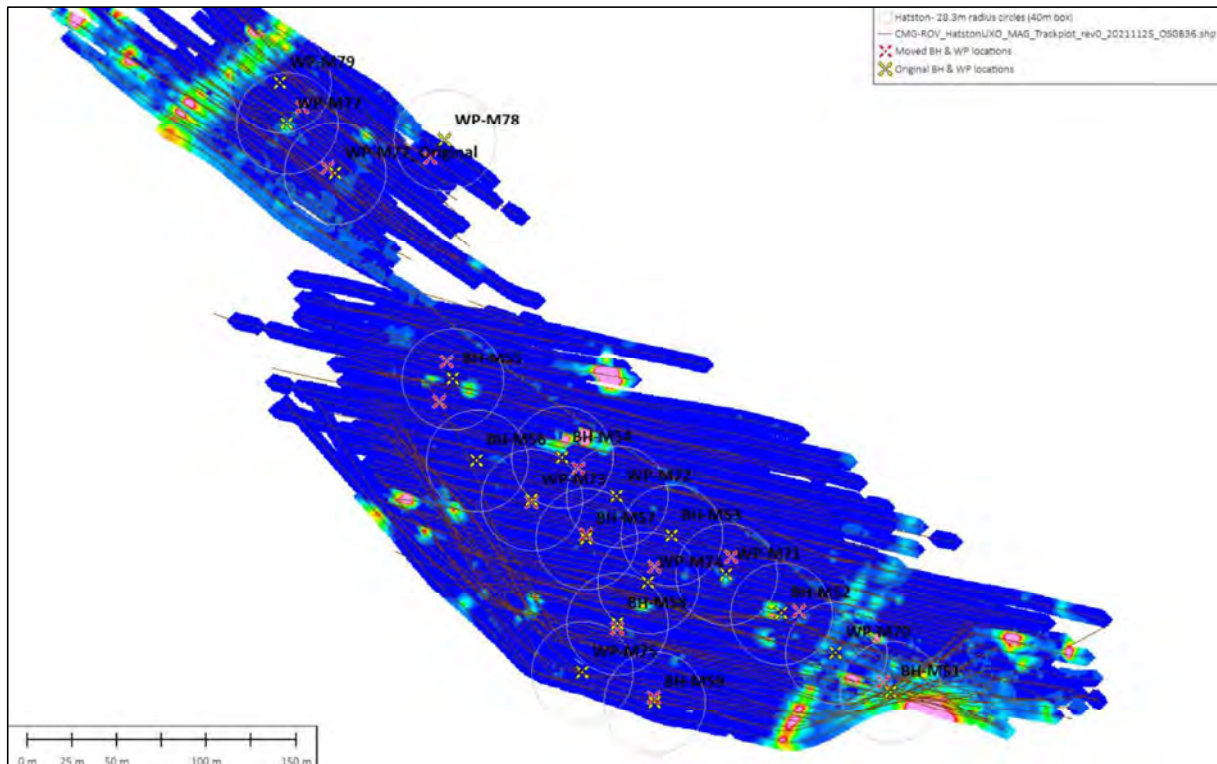 Hatston- 28.3m radius circles (40m box)
CMG-ROV_HatstonUXO_MAG_Trackplot_rev0_20211125_OSGB36.shp
Moved BH & WP locations
Original BH & WP locations
WP-M79
WP-M77
WP-M78
WP-M77_Original
BH-M55
BH-M56
BH-M54
WP-M73
WP-M72
BH-M57
BH-M53
WP-M74
WP-M71
BH-M58
BH-M52
WP-M75
WP-M70
BH-M59
BH-M51
0 m 25 m 50 m 100 m 150 m